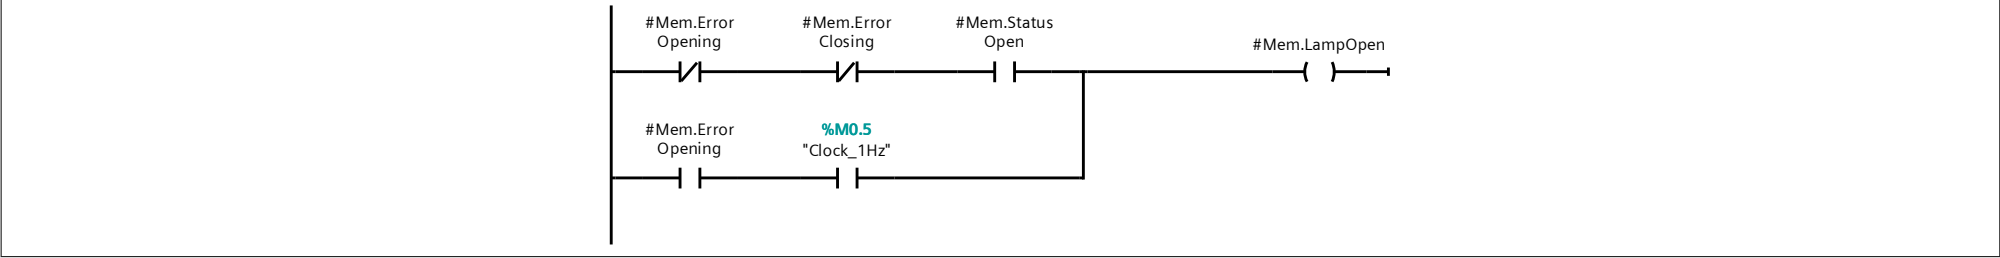 #Mem.Error
Opening
#Mem.Error
Closing
#Mem.Status
Open
#Mem.LampOpen
#Mem.Error
Opening
%M0.5
"Clock_1Hz"